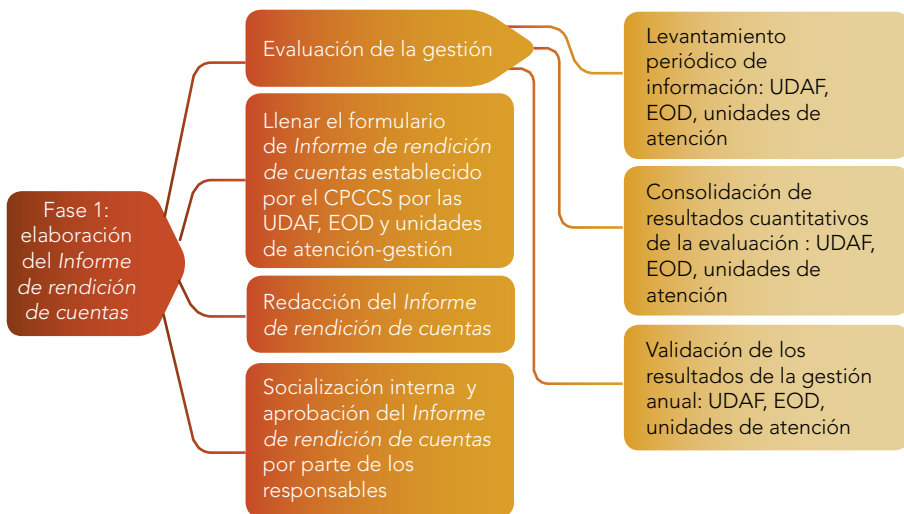 Fase 1:
elaboración
del Informe
de rendición
de cuentas
Evaluación de la gestión
Llenar el formulario
de Informe de rendición
de cuentas establecido
por el CPCCS por las
UDAF, EOD y unidades
de atención-gestión
Redacción del Informe
de rendición de cuentas
Socialización interna y
aprobación del Informe
de rendición de cuentas
por parte de los
responsables
Levantamiento
periódico de
información: UDAF,
EOD, unidades de
atención
Consolidación de
resultados cuantitativos
de la evaluación : UDAF,
EOD, unidades de
atención
Validación de los
resultados de la gestión
anual: UDAF, EOD,
unidades de atención